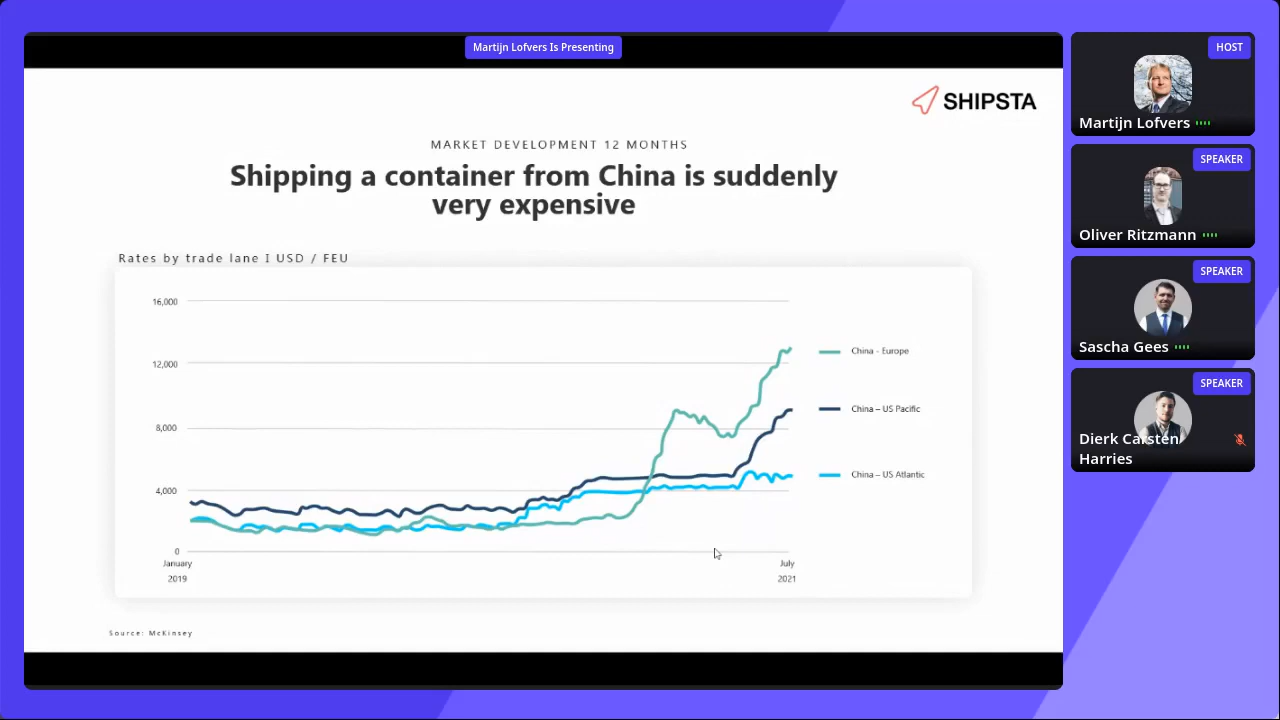 Martijn Lofvers Is Presenting
SHIPSTA
MARKET DEVELOPMENT 12 MONTHS
Shipping a container from China is suddenly
very expensive
Rates by trade lane I USD / FEU
16,000
12,000
8,000
4,000
0
January
2019
July
2021
China - Europe
China – US Pacific
China – US Atlantic
Source: McKinsey
HOST
Martijn Lofvers
SPEAKER
Oliver Ritzmann
SPEAKER
Sascha Gees
SPEAKER
Dierk Carsten
Harries